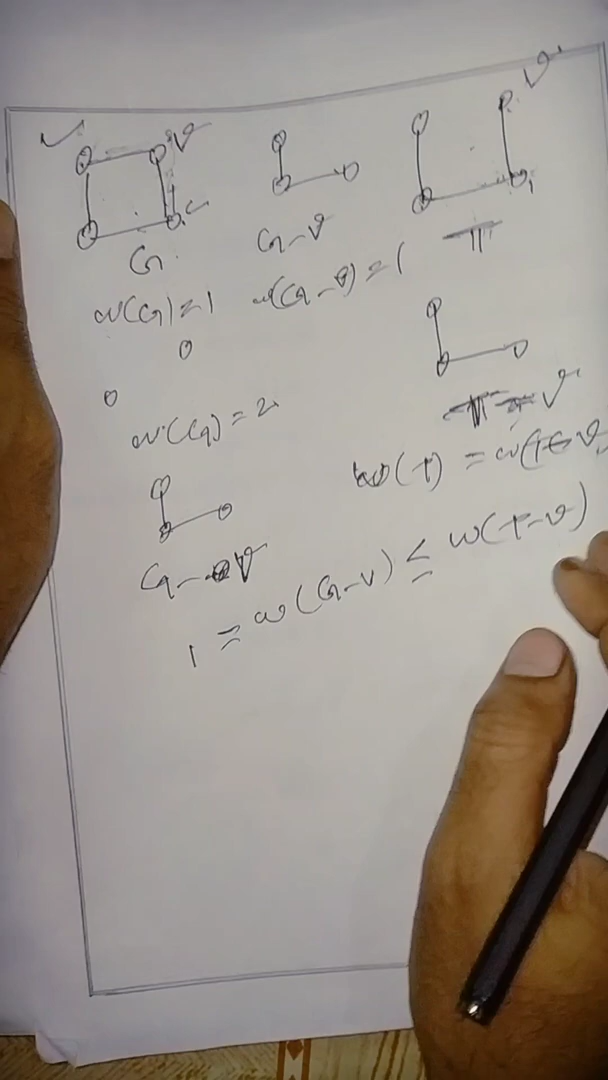 v
v'
G
G-v
T
w(G)=1
w(G-v)=1
w(G)=2
w(T) = w(T-v
G-v
1 = w(G-v) ≤ w(T-v)